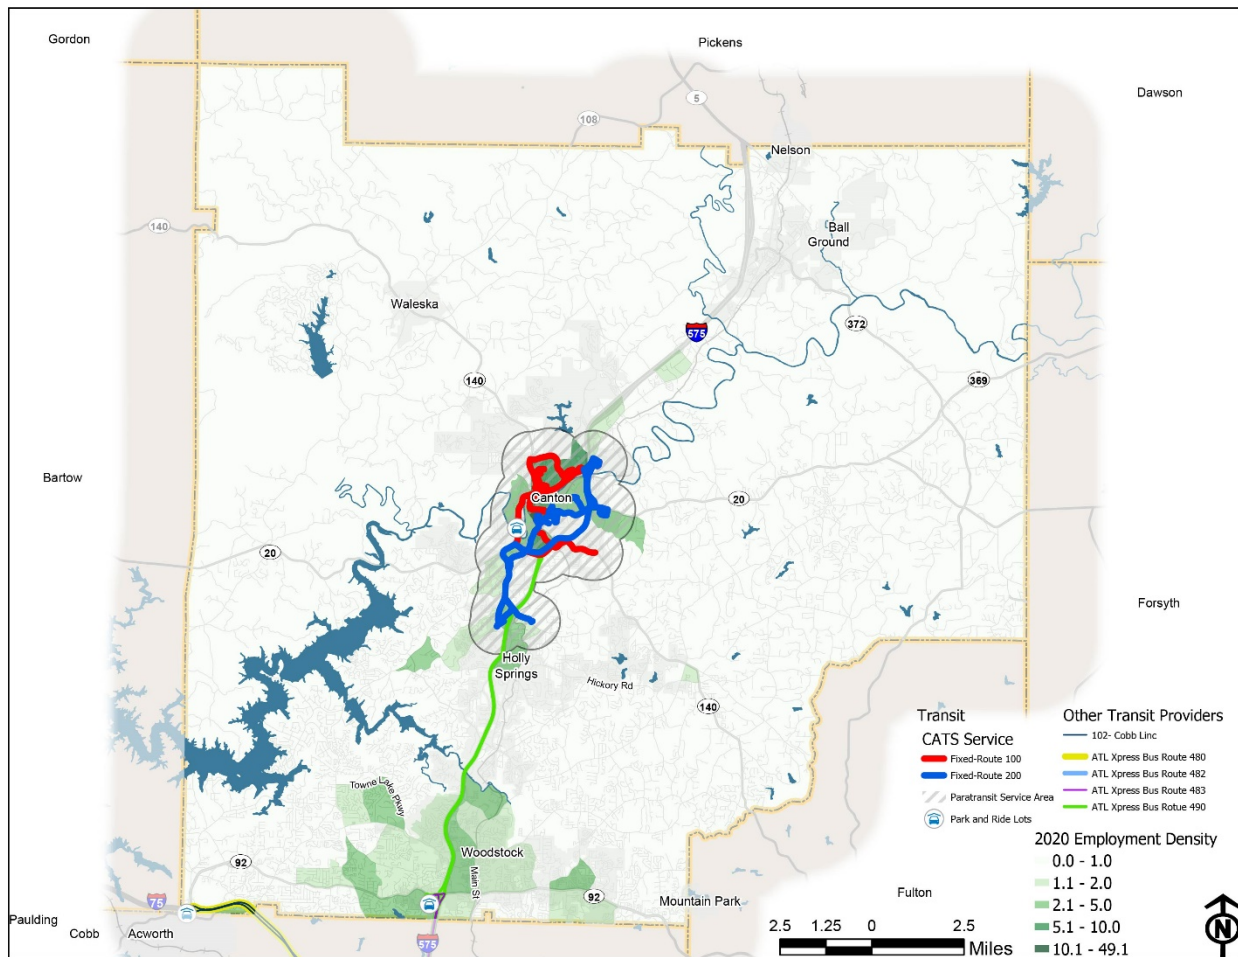 Gordon
Pickens
Dawson
5
108
Nelson
140
Ball
Ground
Waleska
575
372
140
369
Bartow
Canton
20
20
Forsyth
Holly
Springs
Hickory Rd
140
Towne Lake Pkwy
Woodstock
Main St
92
92
Mountain Park
Fulton
75
575
Paulding
Cobb
Acworth
Transit
CATS Service
Fixed-Route 100
Fixed-Route 200
Paratransit Service Area
Park and Ride Lots
Other Transit Providers
102- Cobb Linc
ATL Xpress Bus Route 480
ATL Xpress Bus Route 482
ATL Xpress Bus Route 483
ATL Xpress Bus Rotue 490
2020 Employment Density
0.0 - 1.0
1.1 - 2.0
2.1 - 5.0
5.1 - 10.0
10.1 - 49.1
2.5 1.25 0 2.5
Miles
N